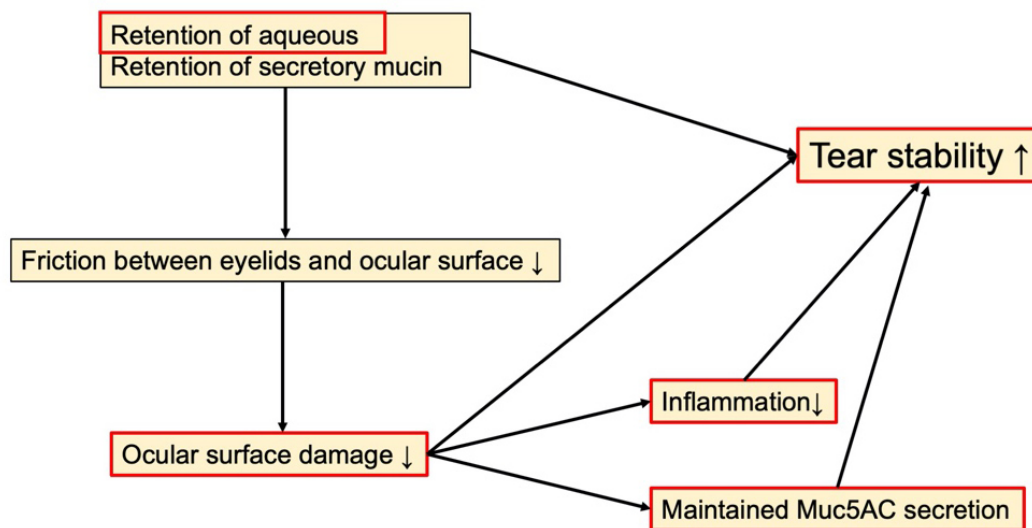 Retention of aqueous
Retention of secretory mucin
Tear stability ↑
Friction between eyelids and ocular surface ↓
Inflammation↓
Ocular surface damage ↓
Maintained Muc5AC secretion